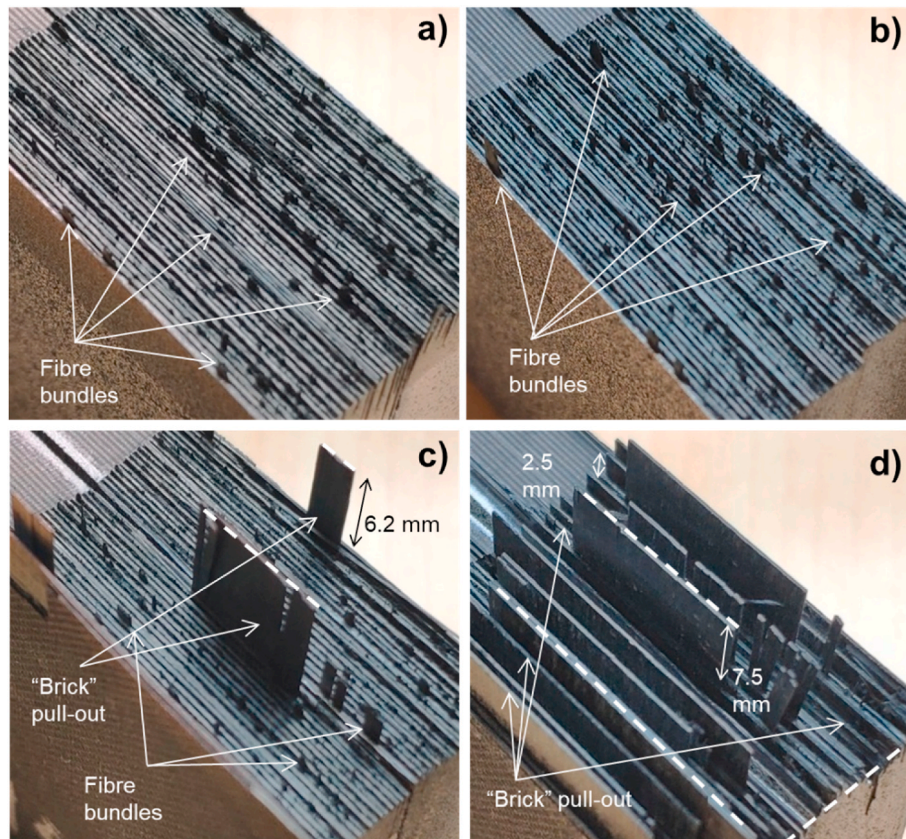 a)
Fibre
bundles
b)
Fibre
bundles
c)
6.2 mm
“Brick”
pull-out
Fibre
bundles
d)
2.5
mm
7.5
mm
“Brick” pull-out